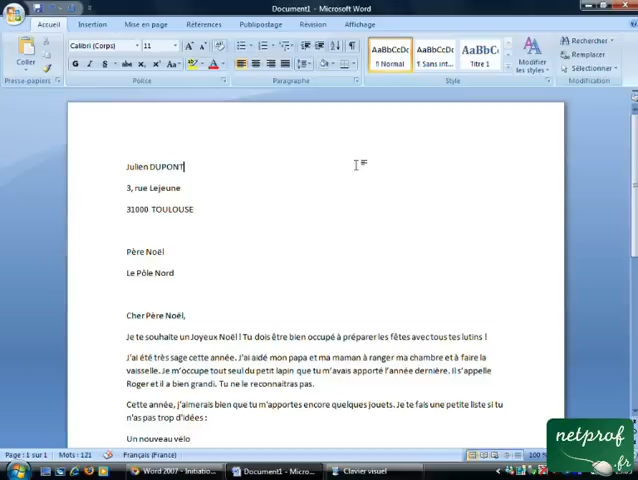 Document1 - Microsoft Word
Accueil Insertion Mise en page Références Publipostage Révision Affichage
Calibri (Corps) 11
Coller
G I S abe x₂ x² Aa
AaBbCcDc AaBbCcDc AaBbC
¶ Normal ¶ Sans int... Titre 1
Modifier les styles
Rechercher
Remplacer
Sélectionner
Presse-papiers Police Paragraphe Style Modification
Julien DUPONT
3, rue Lejeune
31000 TOULOUSE
Père Noël
Le Pôle Nord
Cher Père Noël,
Je te souhaite un Joyeux Noël ! Tu dois être bien occupé à préparer les fêtes avec tous tes lutins !
J'ai été très sage cette année. J'ai aidé mon papa et ma maman à ranger ma chambre et à faire la
vaisselle. Je m'occupe tout seul du petit lapin que tu m'avais apporté l'année dernière. Il s'appelle
Roger et il a bien grandi. Tu ne le reconnaitras pas.
Cette année, j'aimerais bien que tu m'apportes encore quelques jouets. Je te fais une petite liste si tu
n'as pas trop d'idées :
Un nouveau vélo
Page : 1 sur 1 Mots : 121 Français (France) 100 %
Word 2007 - Initiatio... Document1 - Micro... Clavier visuel
netprof
.fr